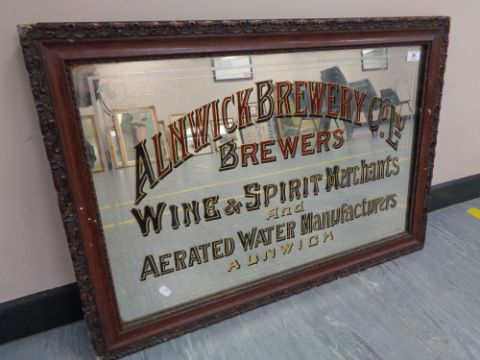 ALNWICK BREWERY CO. LTD
BREWERS
WINE & SPIRIT Merchants
And
AERATED WATER Manufacturers
ALNWICK